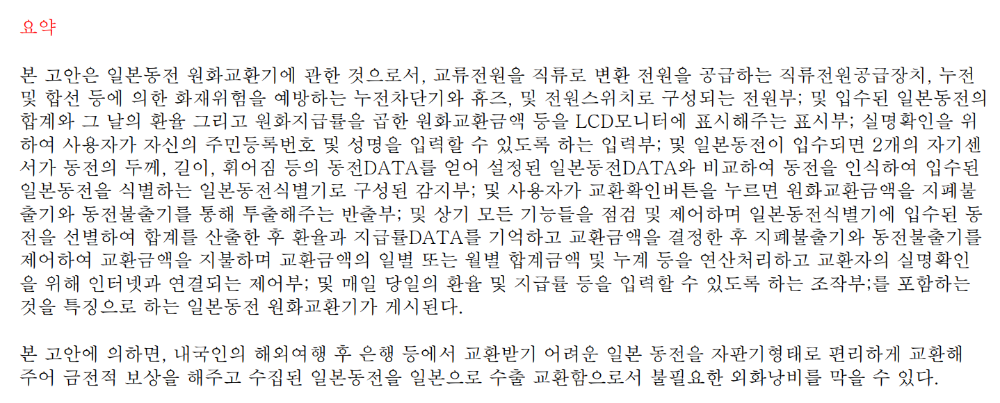 요약
본 고안은 일본동전 원화교환기에 관한 것으로서, 교류전원을 직류로 변환 전원을 공급하는 직류전원공급장치, 누전
및 합선 등에 의한 화재위험을 예방하는 누전차단기와 휴즈, 및 전원스위치로 구성되는 전원부; 및 입수된 일본동전의
합계와 그 날의 환율 그리고 원화지급률을 곱한 원화교환금액 등을 LCD모니터에 표시해주는 표시부; 실명확인을 위
하여 사용자가 자신의 주민등록번호 및 성명을 입력할 수 있도록 하는 입력부; 및 일본동전이 입수되면 2개의 자기센
서가 동전의 두께, 길이, 휘어짐 등의 동전DATA를 얻어 설정된 일본동전DATA와 비교하여 동전을 인식하여 입수된
일본동전을 식별하는 일본동전식별기로 구성된 감지부; 및 사용자가 교환확인버튼을 누르면 원화교환금액을 지폐불
출기와 동전불출기를 통해 투출해주는 반출부; 및 상기 모든 기능들을 점검 및 제어하며 일본동전식별기에 입수된 동
전을 선별하여 합계를 산출한 후 환율과 지급률DATA를 기억하고 교환금액을 결정한 후 지폐불출기와 동전불출기를
제어하여 교환금액을 지불하며 교환금액의 일별 또는 월별 합계금액 및 누계 등을 연산처리하고 교환자의 실명확인
을 위해 인터넷과 연결되는 제어부; 및 매일 당일의 환율 및 지급률 등을 입력할 수 있도록 하는 조작부;를 포함하는
것을 특징으로 하는 일본동전 원화교환기가 게시된다.
본 고안에 의하면, 내국인의 해외여행 후 은행 등에서 교환받기 어려운 일본 동전을 자판기형태로 편리하게 교환해
주어 금전적 보상을 해주고 수집된 일본동전을 일본으로 수출 교환함으로서 불필요한 외화낭비를 막을 수 있다.